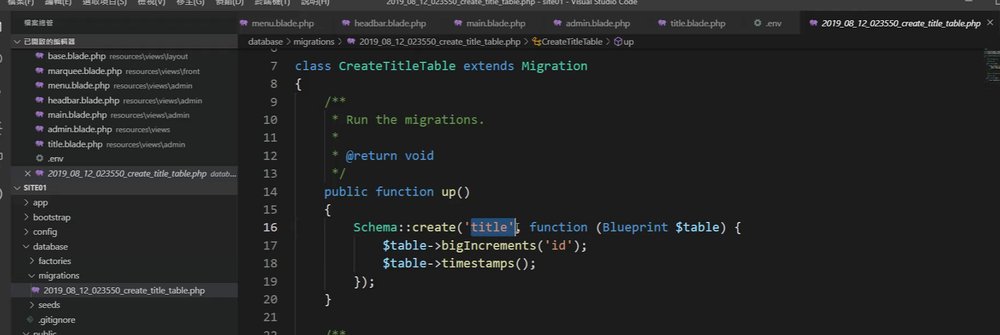 檔案(F) 編輯(E) 選取項目(S) 檢視(V) 移至(G) 偵錯(D) 終端機(T) 說明(H) 2019_08_12_023550_create_title_table.php - site01 - Visual Studio Code
檔案總管
已開啟的編輯器
base.blade.php resources\views\layout
marquee.blade.php resources\views\front
menu.blade.php resources\views\admin
headbar.blade.php resources\views\admin
main.blade.php resources\views\admin
admin.blade.php resources\views
title.blade.php resources\views\admin
.env
2019_08_12_023550_create_title_table.php datab...
SITE01
app
bootstrap
config
database
factories
migrations
2019_08_12_023550_create_title_table.php
seeds
.gitignore
public
menu.blade.php headbar.blade.php main.blade.php admin.blade.php title.blade.php .env 2019_08_12_023550_create_title_table.php
database > migrations > 2019_08_12_023550_create_title_table.php > CreateTitleTable > up
7 class CreateTitleTable extends Migration
8 {
9 /**
10 * Run the migrations.
11 *
12 * @return void
13 */
14 public function up()
15 {
16 Schema::create('title', function (Blueprint $table) {
17 $table->bigIncrements('id');
18 $table->timestamps();
19 });
20 }
21
22 /**